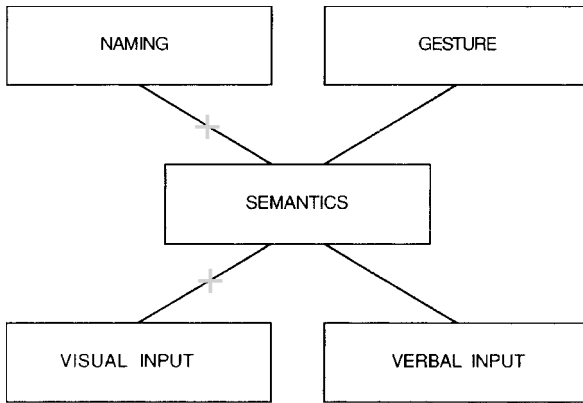 NAMING
GESTURE
SEMANTICS
VISUAL INPUT
VERBAL INPUT